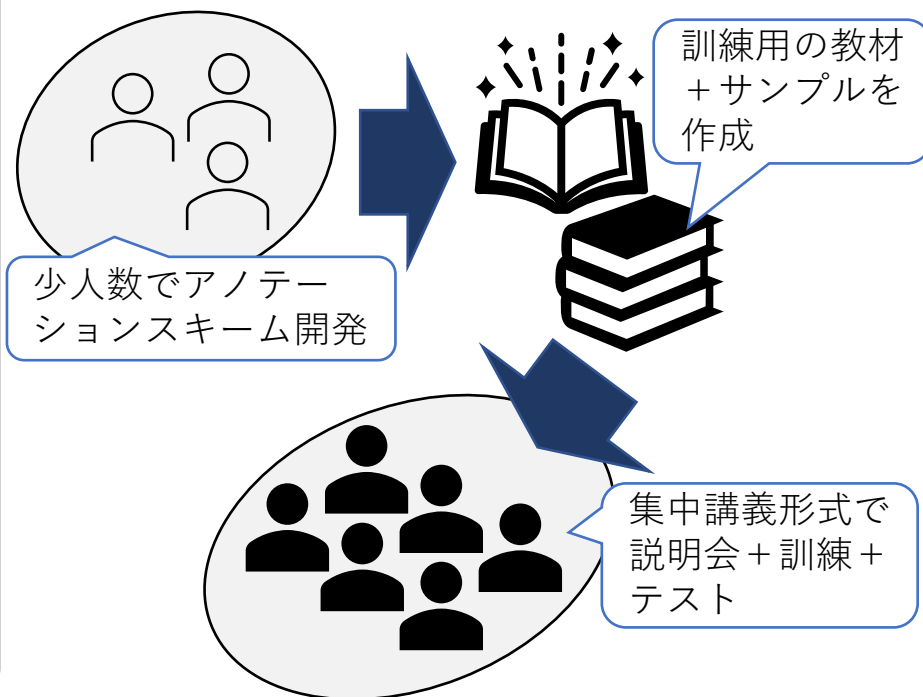 訓練用の教材
＋サンプルを
作成
少人数でアノテー
ションスキーム開発
集中講義形式で
説明会＋訓練＋
テスト